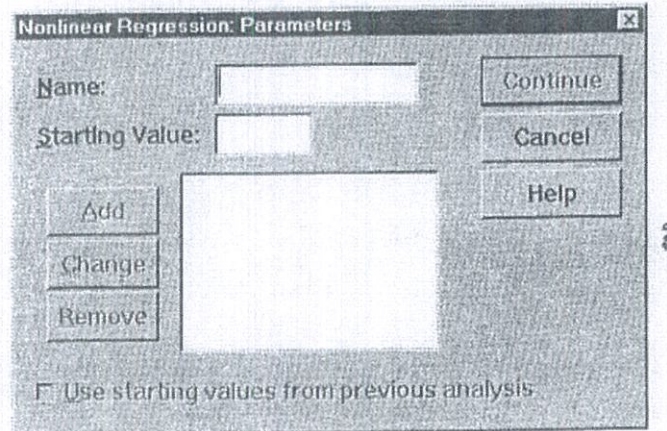 Nonlinear Regression: Parameters
Name:
Continue
Starting Value:
Cancel
Help
Add
Change
Remove
Use starting values from previous analysis